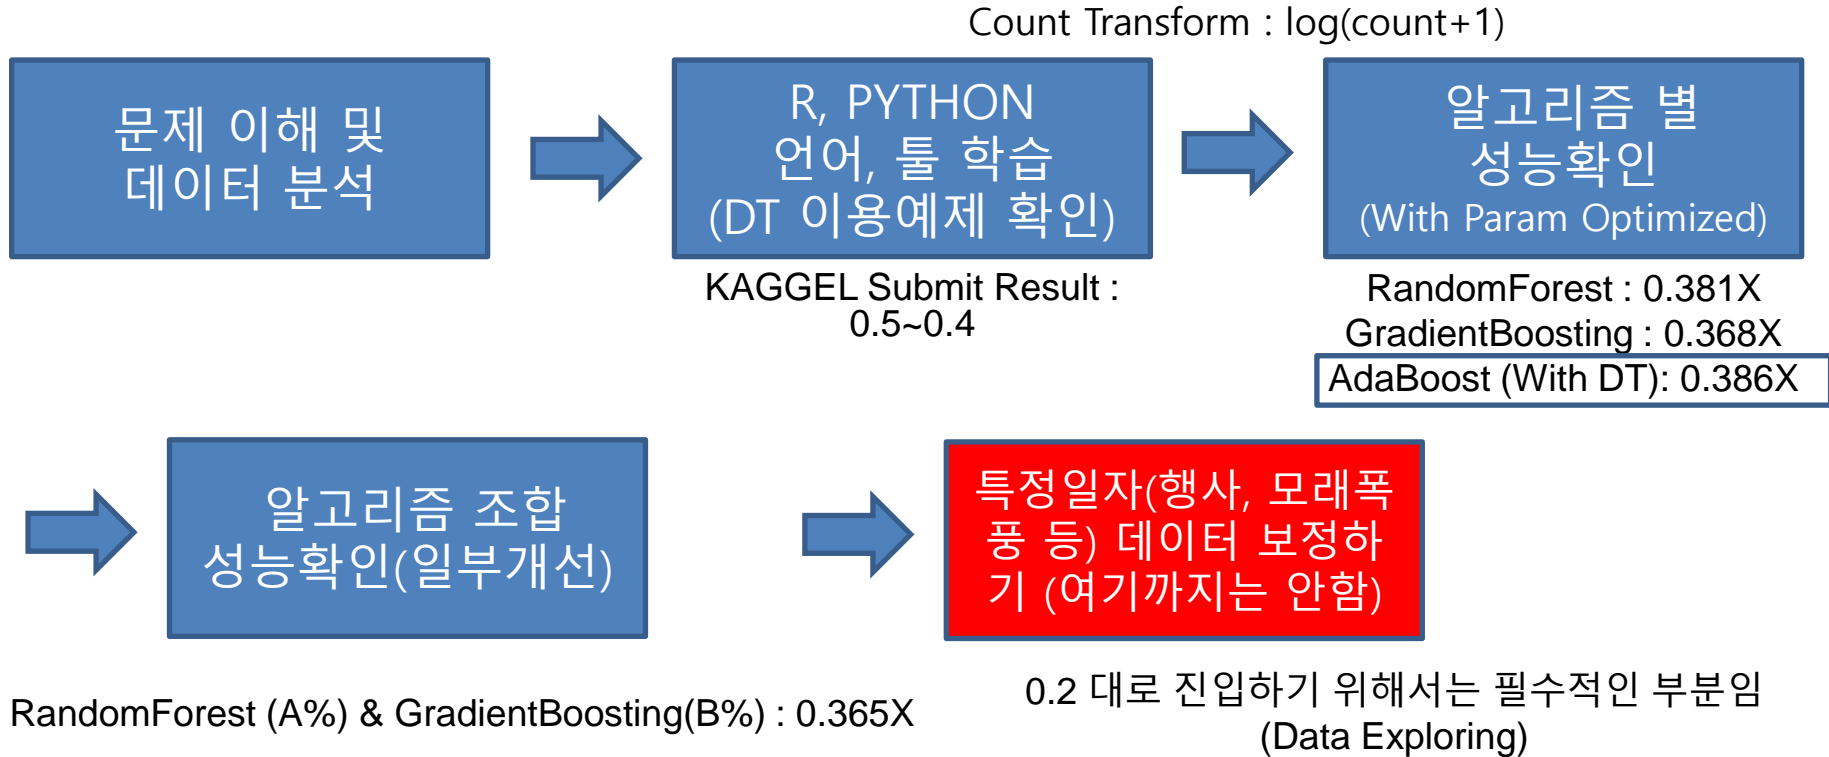 Count Transform : log(count+1)
문제 이해 및
데이터 분석
R, PYTHON
언어, 툴 학습
(DT 이용예제 확인)
KAGGEL Submit Result :
0.5~0.4
알고리즘 별
성능확인
(With Param Optimized)
RandomForest : 0.381X
GradientBoosting : 0.368X
AdaBoost (With DT): 0.386X
알고리즘 조합
성능확인(일부개선)
RandomForest (A%) & GradientBoosting(B%) : 0.365X
특정일자(행사, 모래폭
풍 등) 데이터 보정하
기 (여기까지는 안함)
0.2 대로 진입하기 위해서는 필수적인 부분임
(Data Exploring)